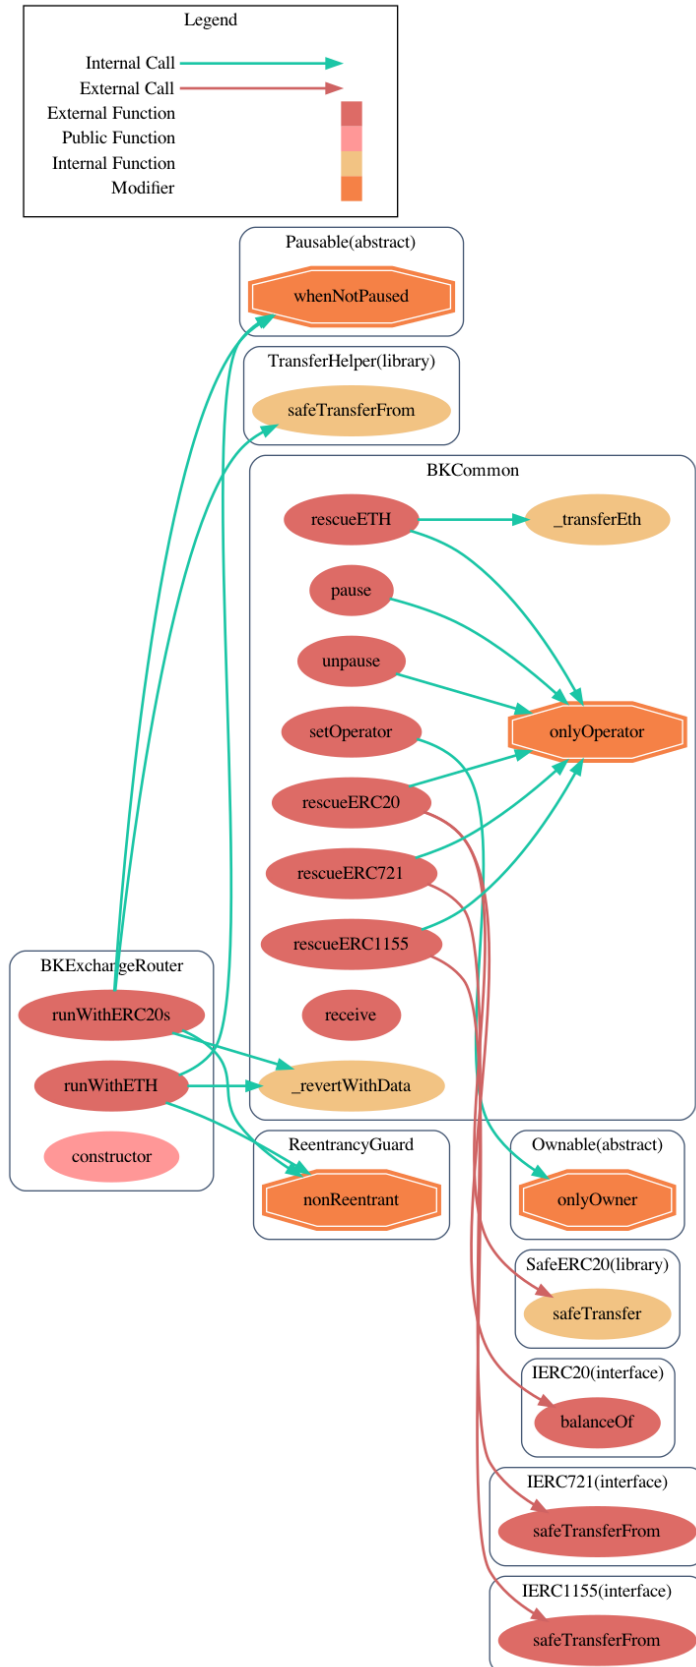 Legend
Internal Call
External Call
External Function
Public Function
Internal Function
Modifier
Pausable(abstract)
whenNotPaused
TransferHelper(library)
safeTransferFrom
BKCommon
rescueETH
_transferEth
pause
unpause
setOperator
onlyOperator
rescueERC20
rescueERC721
rescueERC1155
receive
_revertWithData
BKExchangeRouter
runWithERC20s
runWithETH
constructor
ReentrancyGuard
nonReentrant
Ownable(abstract)
onlyOwner
SafeERC20(library)
safeTransfer
IERC20(interface)
balanceOf
IERC721(interface)
safeTransferFrom
IERC1155(interface)
safeTransferFrom